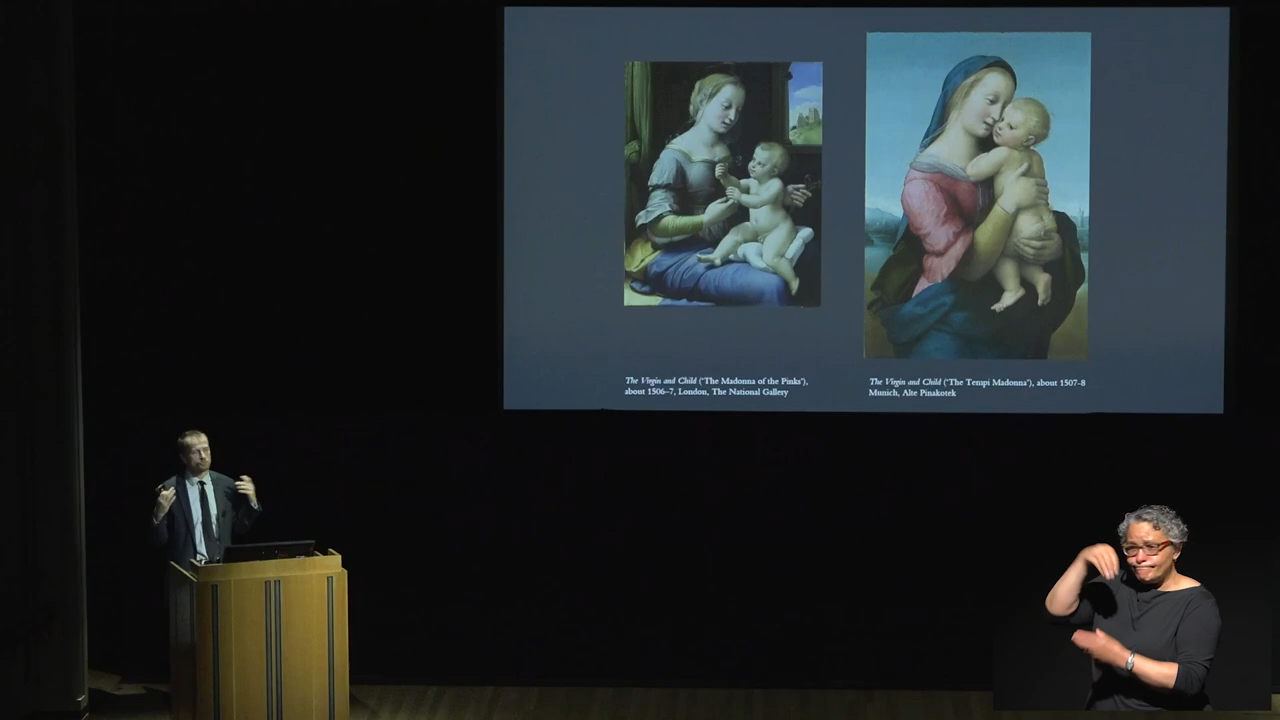 The Virgin and Child ('The Madonna of the Pinks'),
about 1506–7, London, The National Gallery
The Virgin and Child ('The Tempi Madonna'), about 1507-8
Munich, Alte Pinakotek